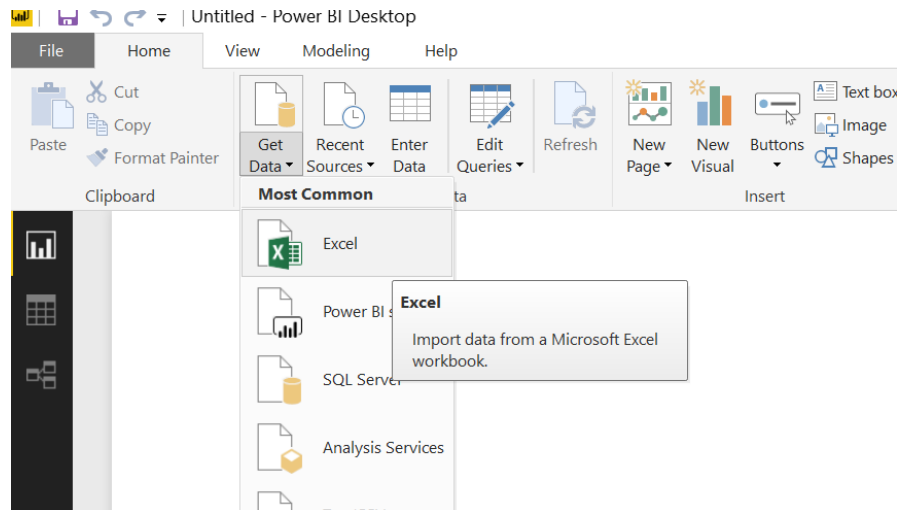 Untitled - Power BI Desktop
File Home View Modeling Help
Cut
Copy
Format Painter
Paste
Get Data
Recent Sources
Enter Data
Edit Queries
Refresh
New Page
New Visual
Buttons
Text box
Image
Shapes
Clipboard
ta
Insert
Most Common
Excel
Power BI s
Excel
Import data from a Microsoft Excel
workbook.
SQL Server
Analysis Services